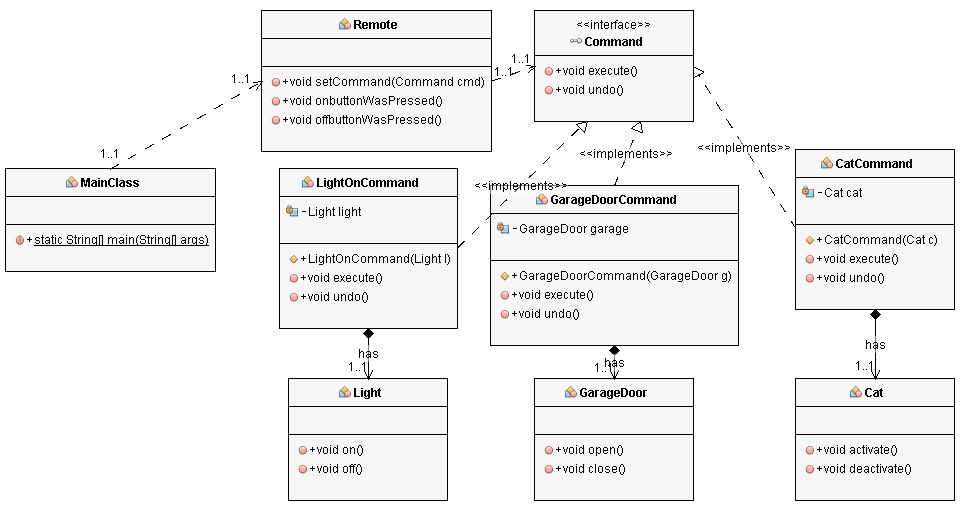 Remote
+void setCommand(Command cmd)
+void onbuttonWasPressed()
+void offbuttonWasPressed()
<<interface>>
Command
+void execute()
+void undo()
1..1
1..1
1..1
1..1
MainClass
+static String[] main(String[] args)
<<implements>>
<<implements>>
<<implements>>
LightOnCommand
-Light light
+LightOnCommand(Light l)
+void execute()
+void undo()
GarageDoorCommand
-GarageDoor garage
+GarageDoorCommand(GarageDoor g)
+void execute()
+void undo()
CatCommand
-Cat cat
+CatCommand(Cat c)
+void execute()
+void undo()
has
1..1
has
1..1
has
1..1
Light
+void on()
+void off()
GarageDoor
+void open()
+void close()
Cat
+void activate()
+void deactivate()